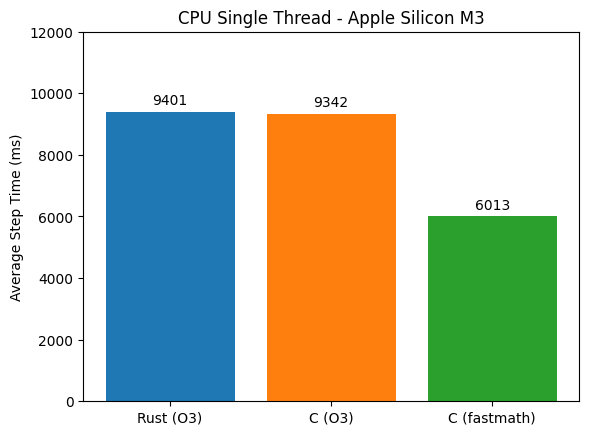 CPU Single Thread - Apple Silicon M3
12000
10000
8000
6000
4000
2000
0
Average Step Time (ms)
9401
9342
6013
Rust (O3)
C (O3)
C (fastmath)